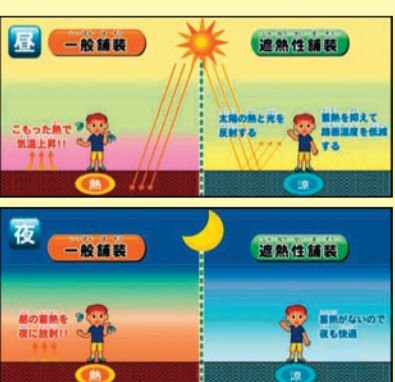 昼
一般舗装
遮熱性舗装
こもった熱で
気温上昇!!
太陽の熱と光を
反射する
蓄熱を抑えて
路面温度を低減
する
熱
涼
夜
一般舗装
遮熱性舗装
昼の蓄熱を
夜に放射!!
蓄熱がないので
夜も快適
熱
涼